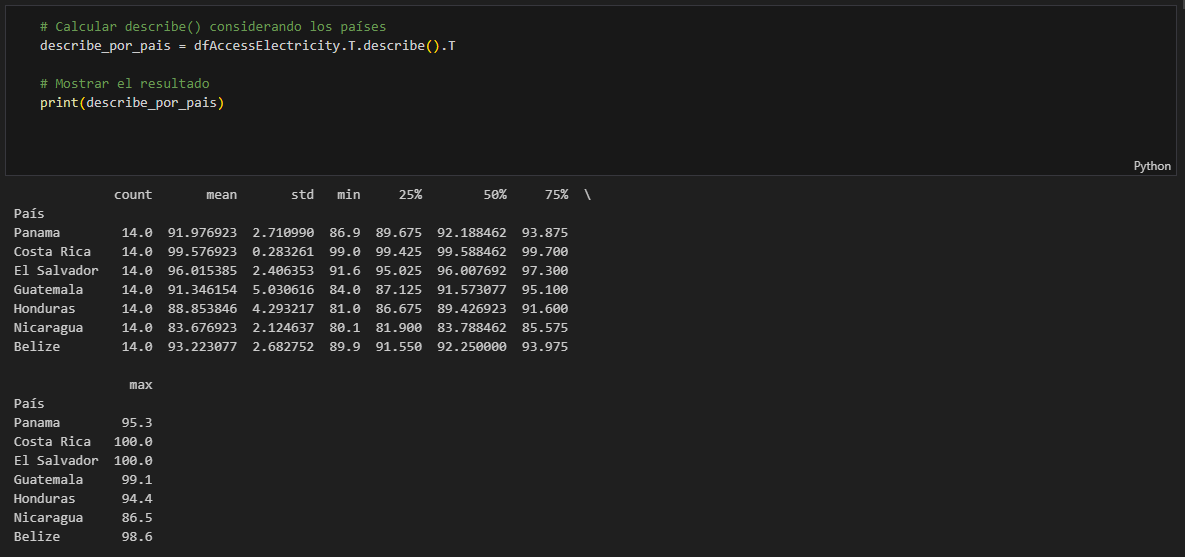 # Calcular describe() considerando los países
describe_por_pais = dfAccessElectricity.T.describe().T
# Mostrar el resultado
print(describe_por_pais)
Python
count mean std min 25% 50% 75% \
País
Panama 14.0 91.976923 2.710990 86.9 89.675 92.188462 93.875
Costa Rica 14.0 99.576923 0.283261 99.0 99.425 99.588462 99.700
El Salvador 14.0 96.015385 2.406353 91.6 95.025 96.007692 97.300
Guatemala 14.0 91.346154 5.030616 84.0 87.125 91.573077 95.100
Honduras 14.0 88.853846 4.293217 81.0 86.675 89.426923 91.600
Nicaragua 14.0 83.676923 2.124637 80.1 81.900 83.788462 85.575
Belize 14.0 93.223077 2.682752 89.9 91.550 92.250000 93.975
max
País
Panama 95.3
Costa Rica 100.0
El Salvador 100.0
Guatemala 99.1
Honduras 94.4
Nicaragua 86.5
Belize 98.6